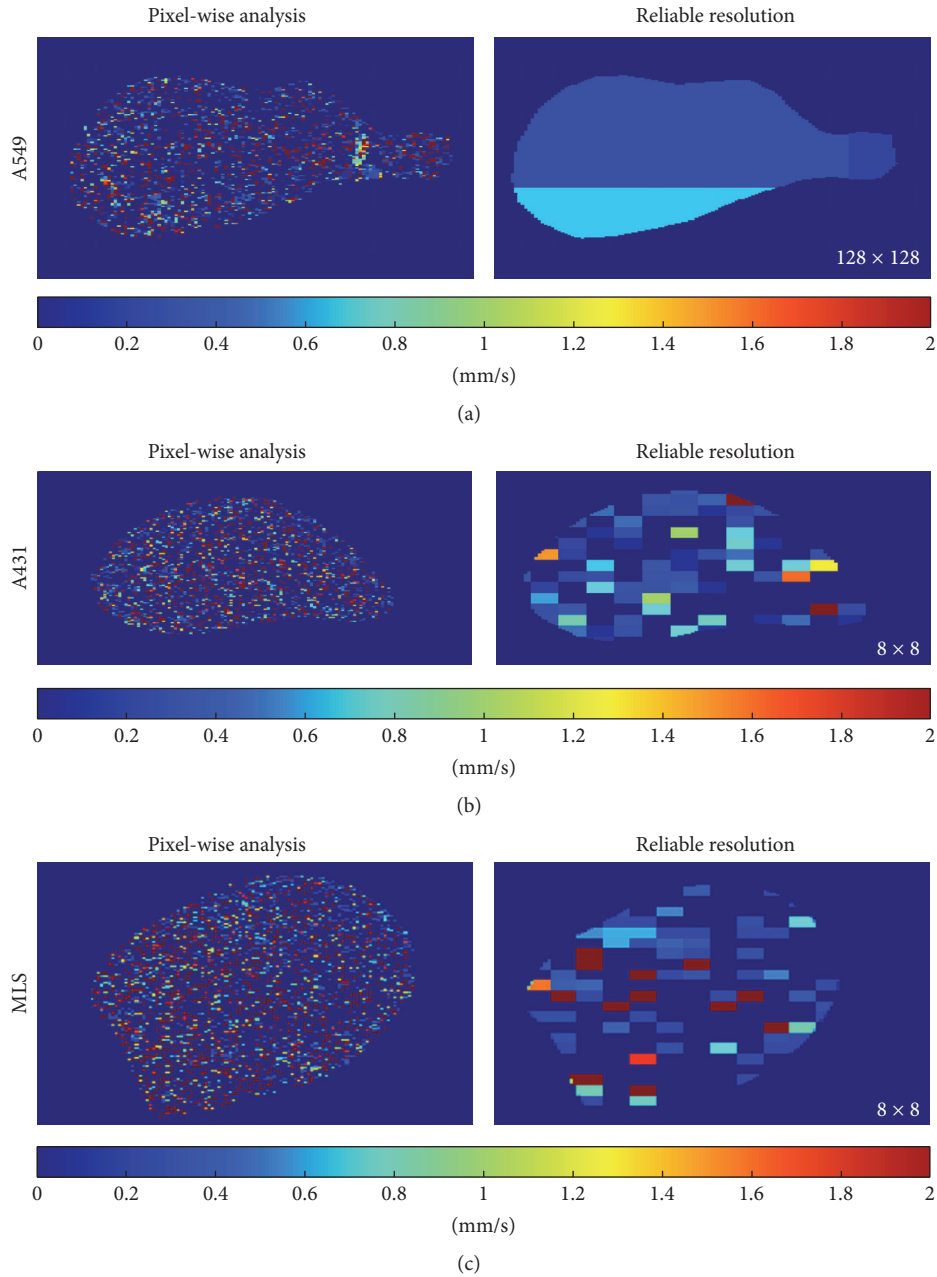 Pixel-wise analysis Reliable resolution
A549
128 × 128
0 0.2 0.4 0.6 0.8 1 1.2 1.4 1.6 1.8 2
(mm/s)
(a)
Pixel-wise analysis Reliable resolution
A431
8 × 8
0 0.2 0.4 0.6 0.8 1 1.2 1.4 1.6 1.8 2
(mm/s)
(b)
Pixel-wise analysis Reliable resolution
MLS
8 × 8
0 0.2 0.4 0.6 0.8 1 1.2 1.4 1.6 1.8 2
(mm/s)
(c)